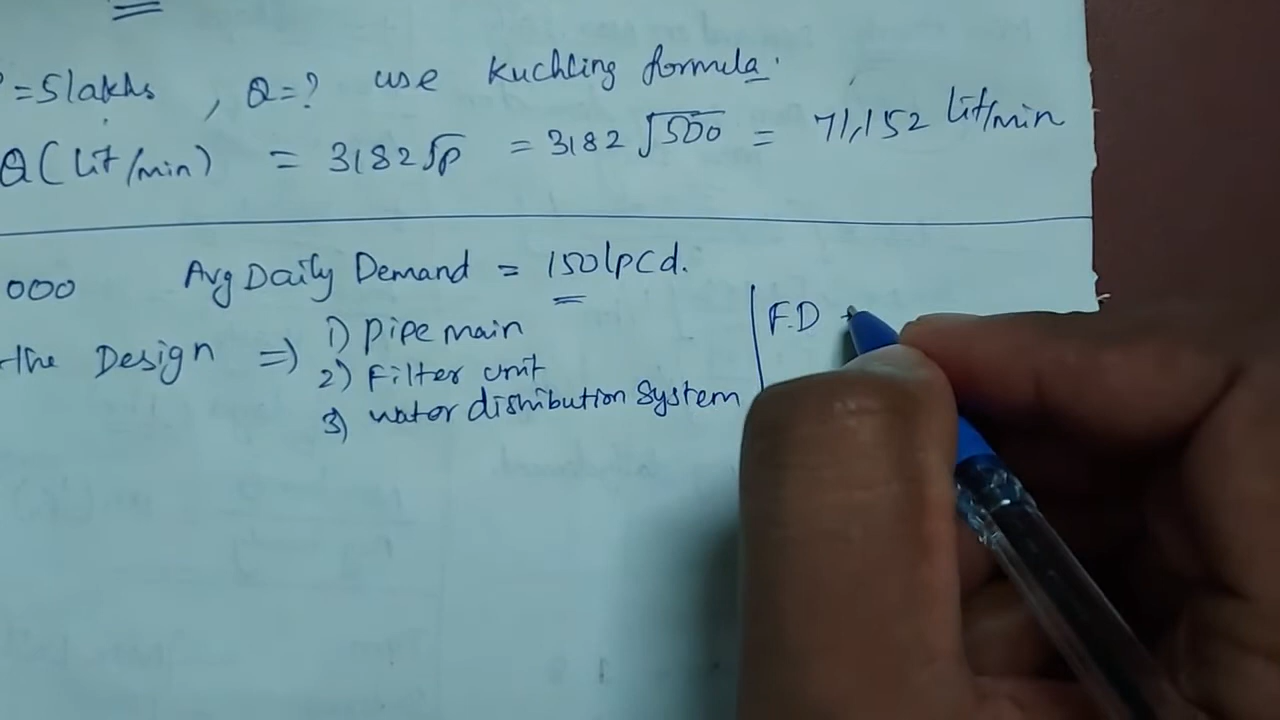 =5lakhs , Q=? use Kuchling formula.
Q(lit/min) = 3182√P = 3182√500 = 71,152 lit/min
000 Avg Daily Demand = 150lpcd.
the Design => 1) pipe main
2) Filter unit
3) water distribution System
F.D